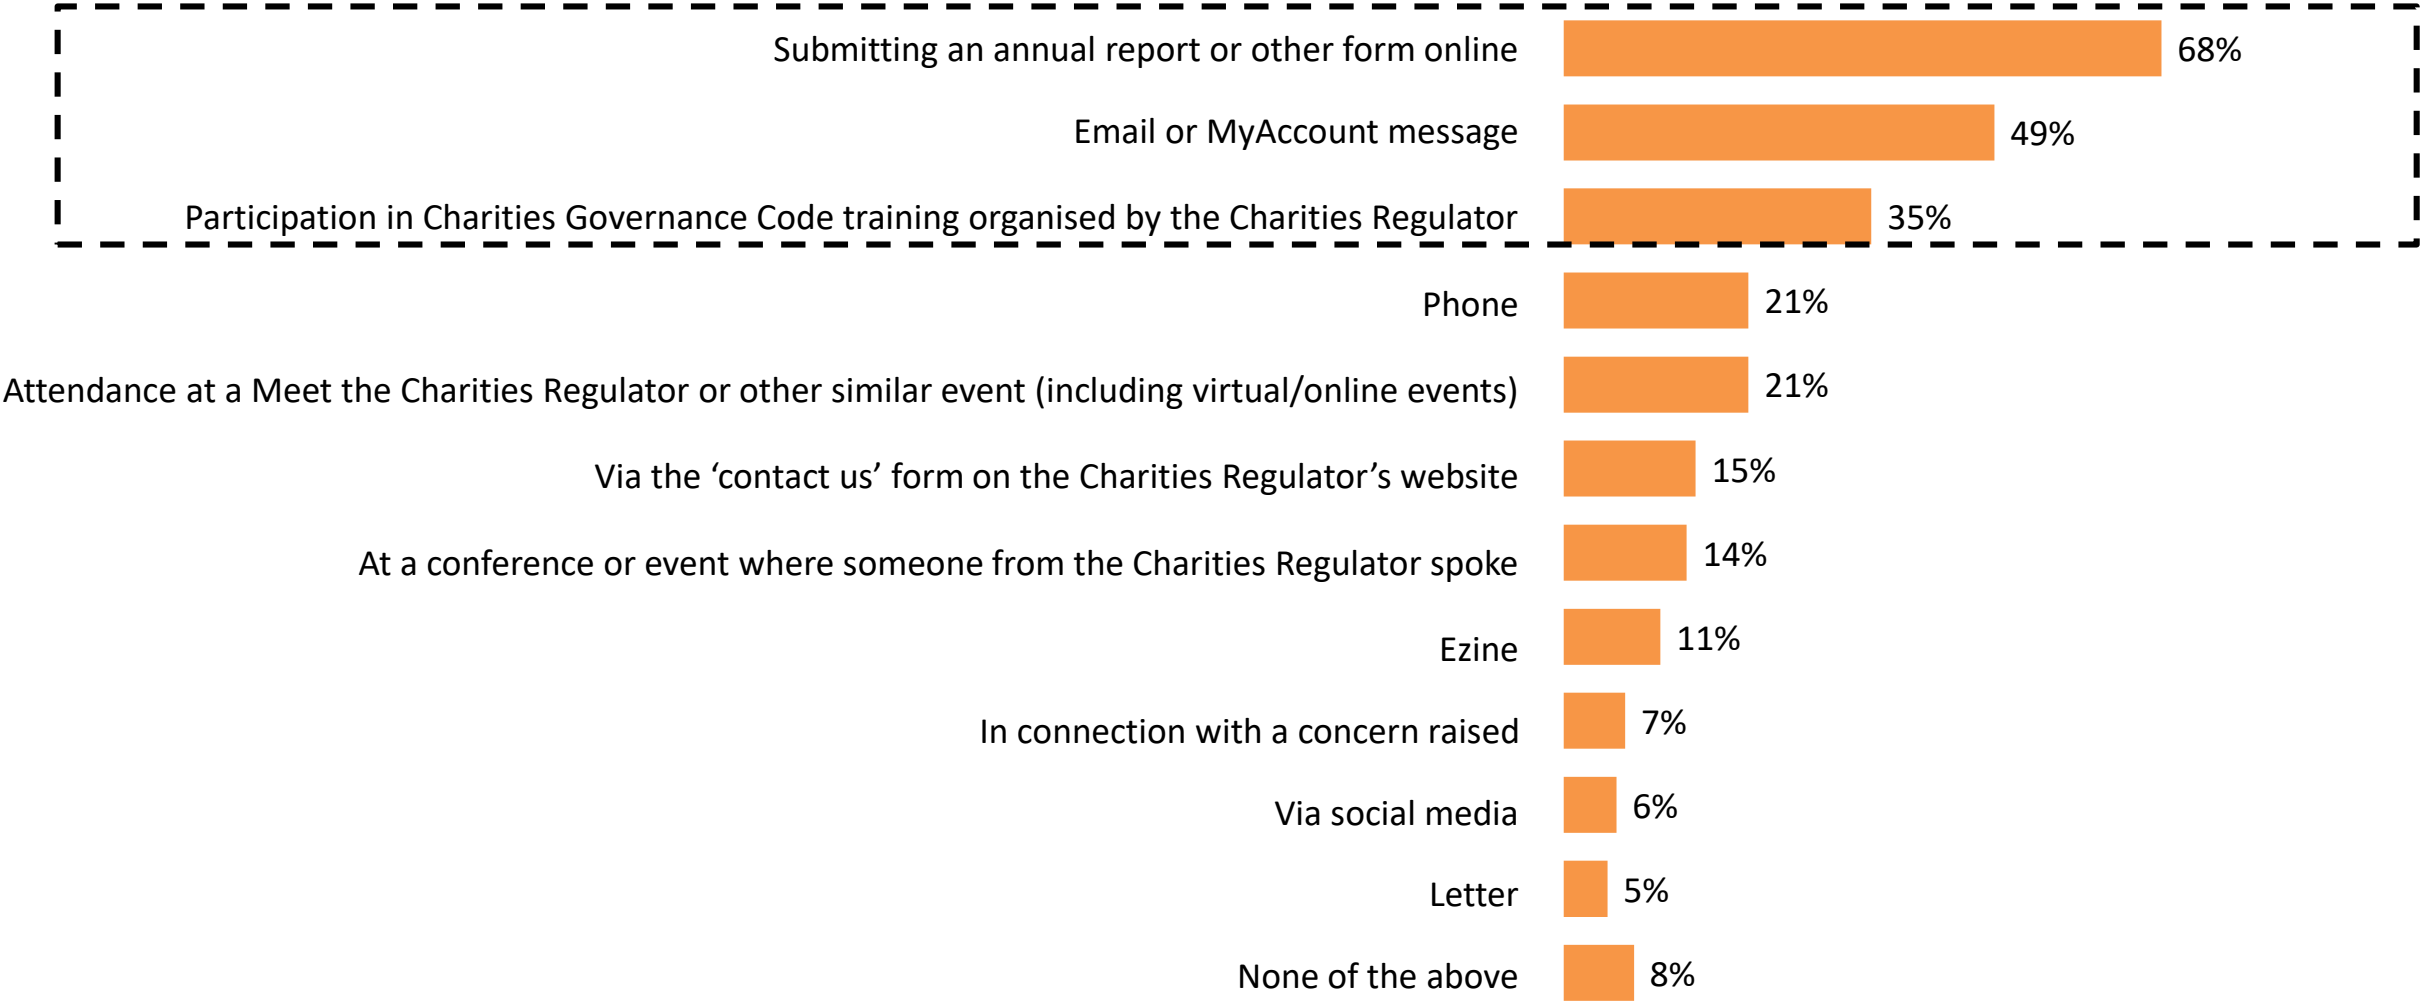 Submitting an annual report or other form online 68%
Email or MyAccount message 49%
Participation in Charities Governance Code training organised by the Charities Regulator 35%
Phone 21%
Attendance at a Meet the Charities Regulator or other similar event (including virtual/online events) 21%
Via the ‘contact us’ form on the Charities Regulator’s website 15%
At a conference or event where someone from the Charities Regulator spoke 14%
Ezine 11%
In connection with a concern raised 7%
Via social media 6%
Letter 5%
None of the above 8%